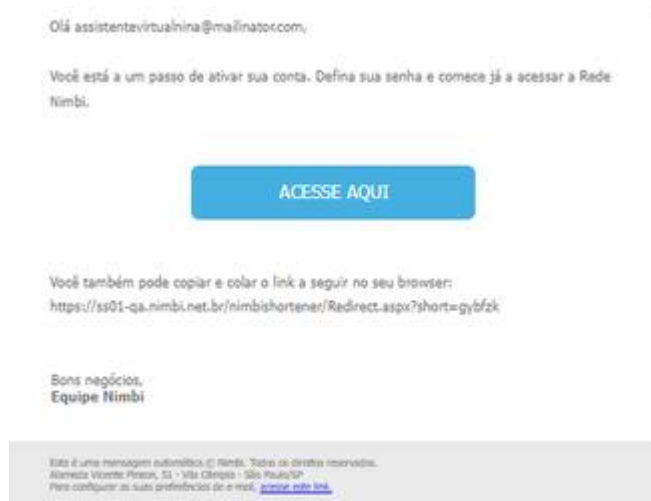 Olá assistentevirtualnina@mailinator.com,
Você está a um passo de ativar sua conta. Defina sua senha e comece já a acessar a Rede
Nimbi.
ACESSE AQUI
Você também pode copiar e colar o link a seguir no seu browser:
https://ss01-qa.nimbi.net.br/nimbishortener/Redirect.aspx?short=gybfzk
Bons negócios,
Equipe Nimbi
Esta é uma mensagem automática © Nimbi. Todos os direitos reservados.
Alameda Vicente Pinzon, 51 - Vila Olímpia - São Paulo/SP
Para configurar as suas preferências de e-mail, acesse este link.